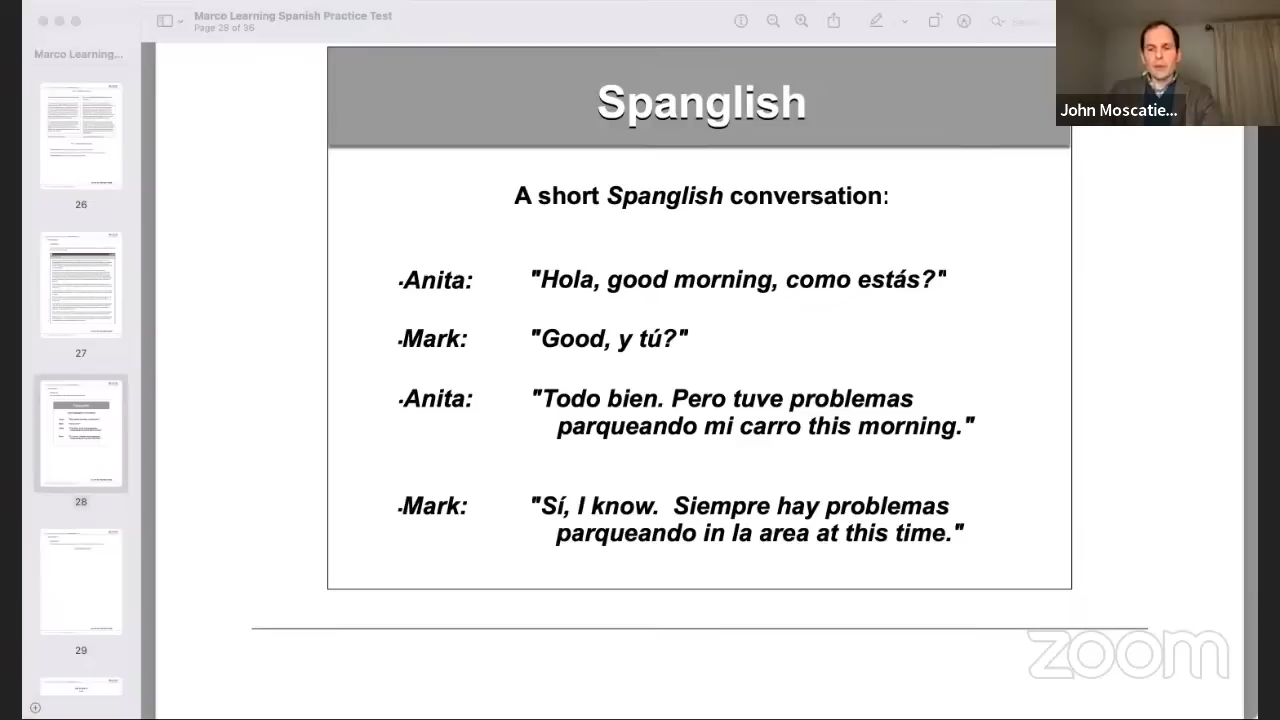 Marco Learning Spanish Practice Test
Page 28 of 36
Marco Learning...
26
27
28
29
Spanglish
A short Spanglish conversation:
-Anita: "Hola, good morning, como estás?"
-Mark: "Good, y tú?"
-Anita: "Todo bien. Pero tuve problemas
parqueando mi carro this morning."
-Mark: "Sí, I know. Siempre hay problemas
parqueando in la area at this time."
John Moscatie...
zoom